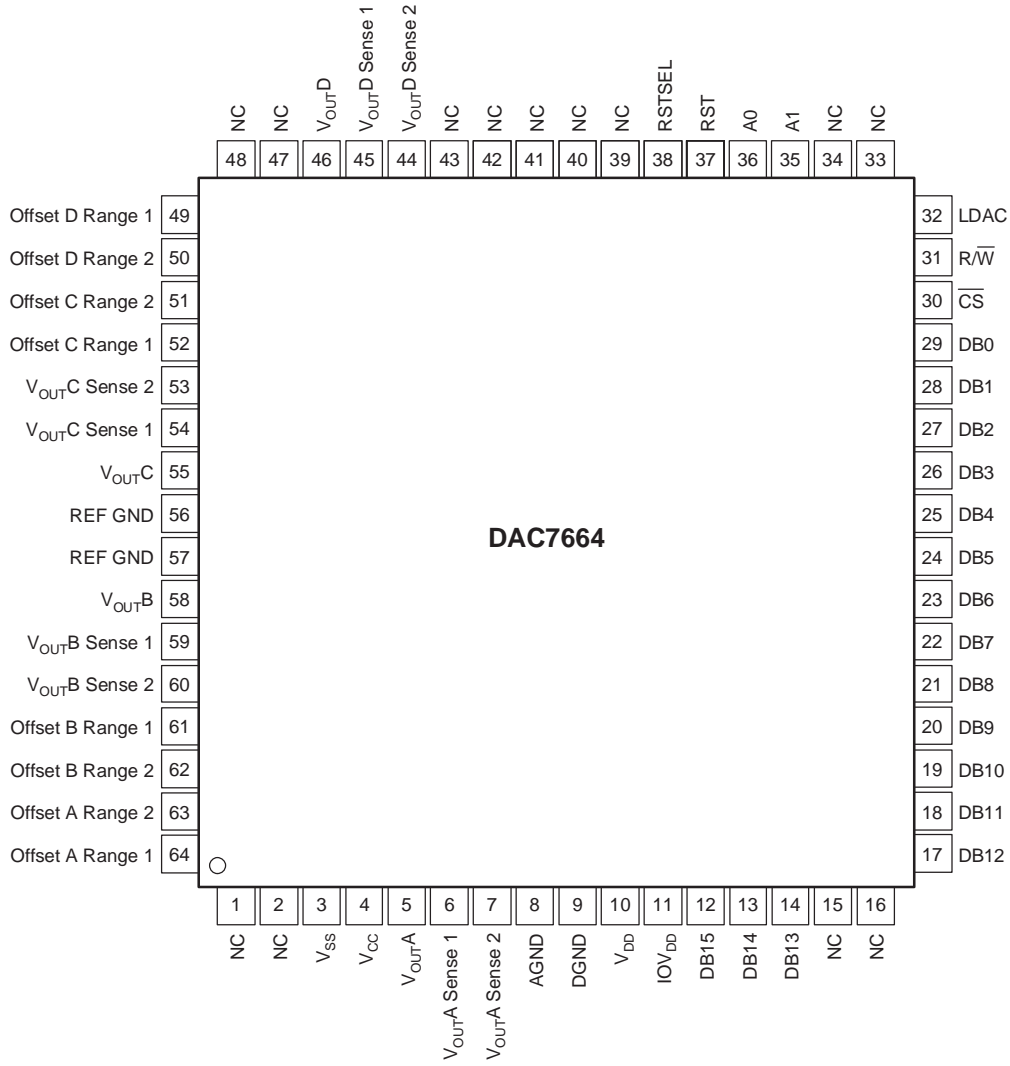 NC
NC
VOUTD
VOUTD Sense 1
VOUTD Sense 2
NC
NC
NC
NC
NC
RSTSEL
RST
A0
A1
NC
NC
48 47 46 45 44 43 42 41 40 39 38 37 36 35 34 33
Offset D Range 1 49
Offset D Range 2 50
Offset C Range 2 51
Offset C Range 1 52
VOUTC Sense 2 53
VOUTC Sense 1 54
VOUTC 55
REF GND 56
REF GND 57
VOUTB 58
VOUTB Sense 1 59
VOUTB Sense 2 60
Offset B Range 1 61
Offset B Range 2 62
Offset A Range 2 63
Offset A Range 1 64
DAC7664
32 LDAC
31 R/W̅
30 C̅S̅
29 DB0
28 DB1
27 DB2
26 DB3
25 DB4
24 DB5
23 DB6
22 DB7
21 DB8
20 DB9
19 DB10
18 DB11
17 DB12
1 2 3 4 5 6 7 8 9 10 11 12 13 14 15 16
NC
NC
VSS
VCC
VOUTA
VOUTA Sense 1
VOUTA Sense 2
AGND
DGND
VDD
IOVDD
DB15
DB14
DB13
NC
NC